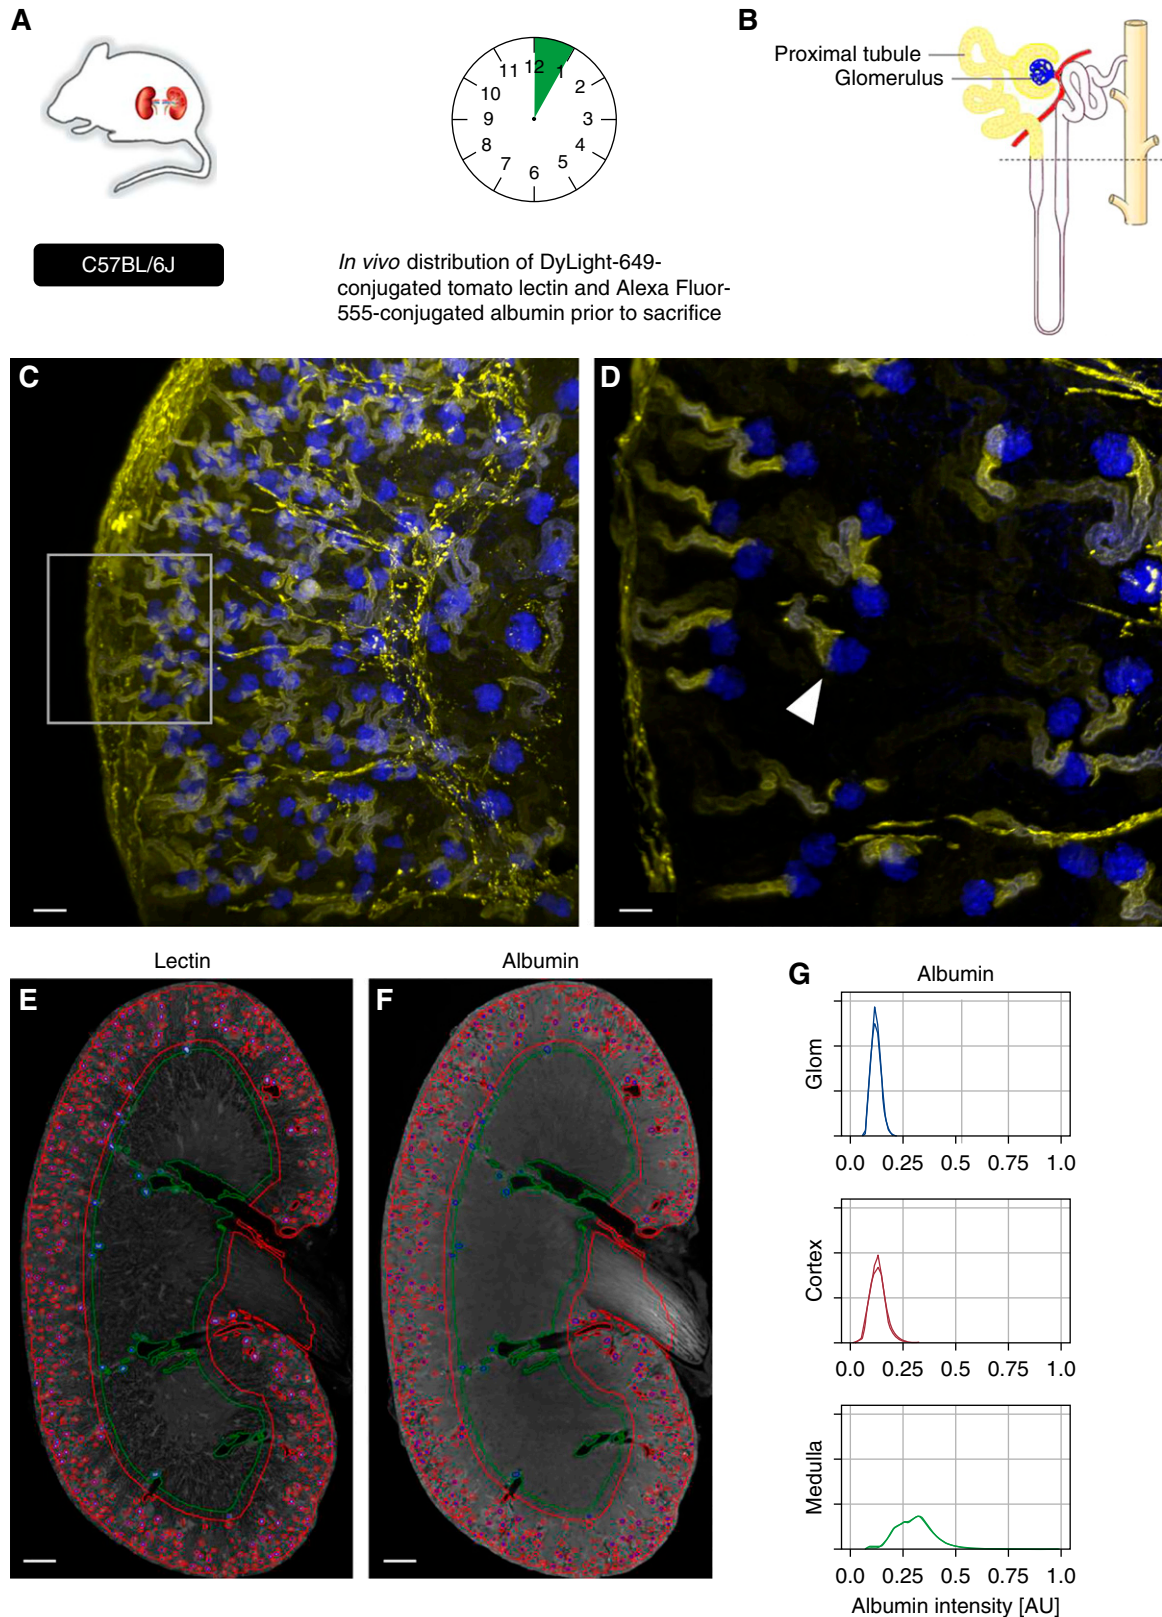 A
B
12
1
2
3
4
5
6
7
8
9
10
11
Proximal tubule
Glomerulus
C57BL/6J
In vivo distribution of DyLight-649-
conjugated tomato lectin and Alexa Fluor-
555-conjugated albumin prior to sacrifice
C
D
Lectin
Albumin
E
F
G
Albumin
Glom
0.0 0.25 0.5 0.75 1.0
Cortex
0.0 0.25 0.5 0.75 1.0
Medulla
0.0 0.25 0.5 0.75 1.0
Albumin intensity [AU]